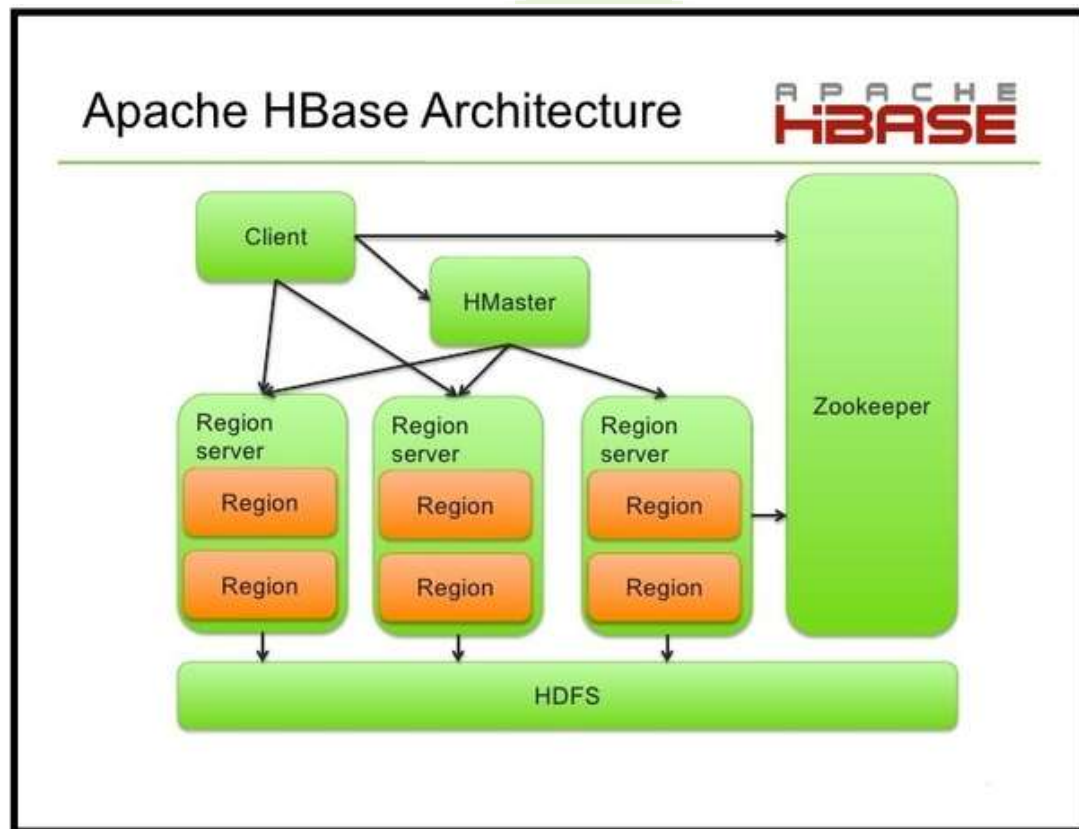 Apache HBase Architecture
APACHE
HBASE
Client
HMaster
Zookeeper
Region
server
Region
Region
Region
server
Region
Region
Region
server
Region
Region
HDFS